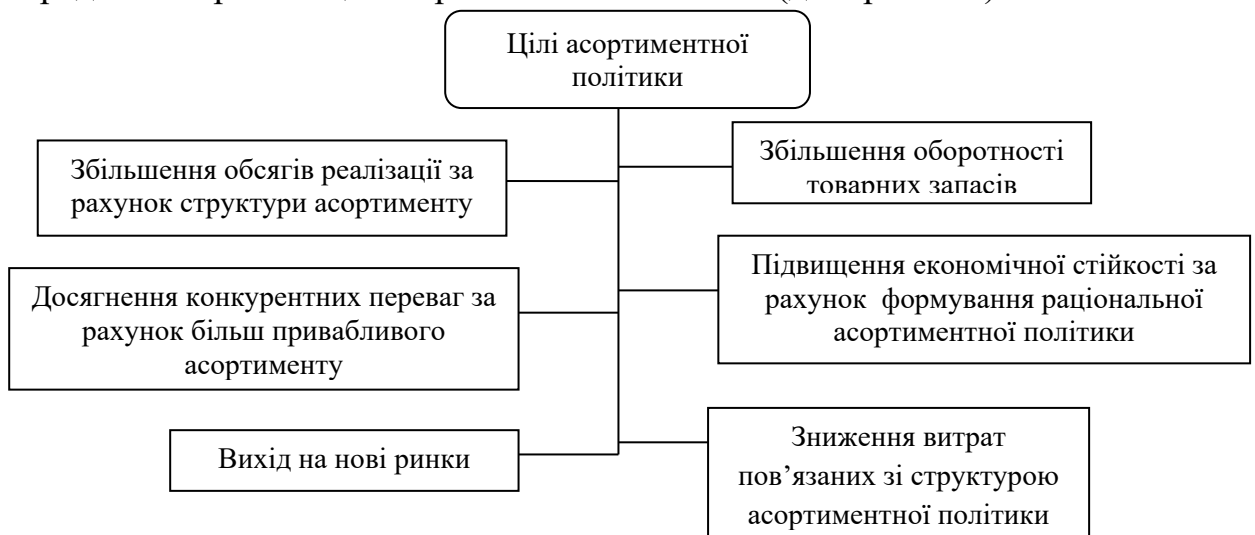 Цілі асортиментної
політики
Збільшення обсягів реалізації за
рахунок структури асортименту
Збільшення оборотності
товарних запасів
Досягнення конкурентних переваг за
рахунок більш привабливого
асортименту
Підвищення економічної стійкості за
рахунок формування раціональної
асортиментної політики
Вихід на нові ринки
Зниження витрат
пов’язаних зі структурою
асортиментної політики